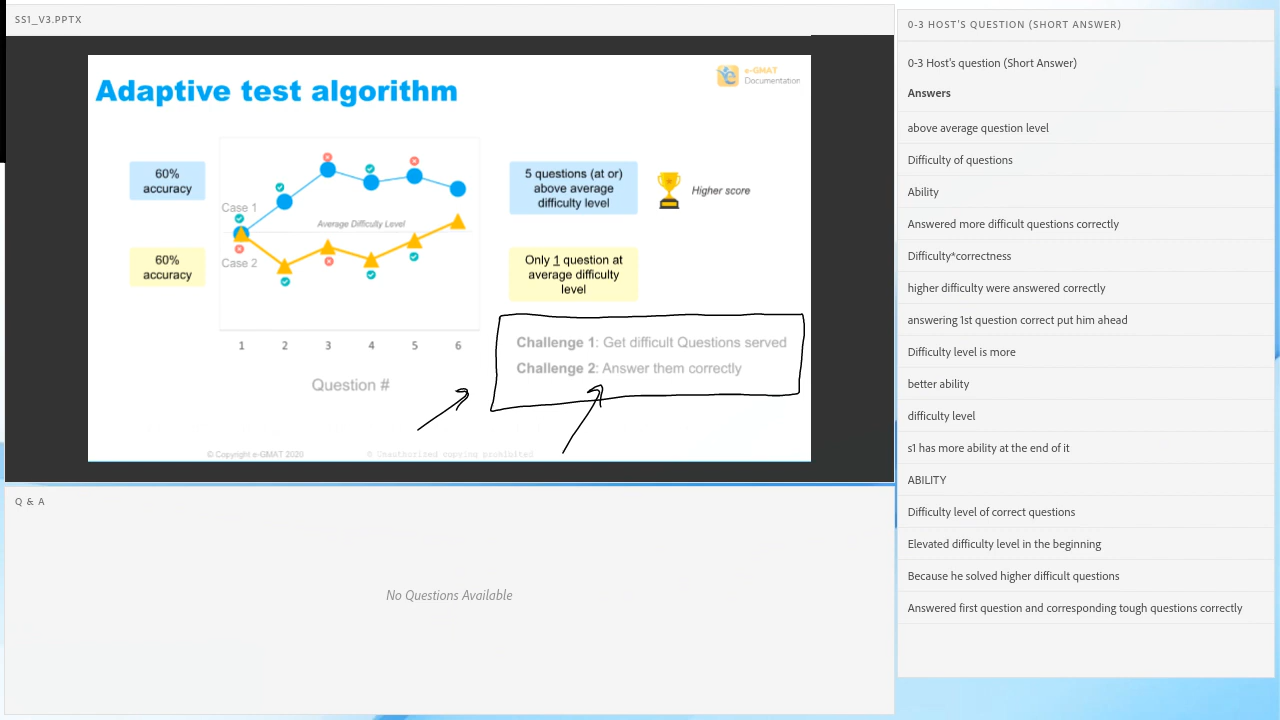 SS1_V3.PPTX
Adaptive test algorithm
e-GMAT
Documentation
60%
accuracy
Case 1
Average Difficulty Level
5 questions (at or)
above average
difficulty level
Higher score
60%
accuracy
Case 2
Only 1 question at
average difficulty
level
1 2 3 4 5 6
Question #
Challenge 1: Get difficult Questions served
Challenge 2: Answer them correctly
© Copyright e-GMAT 2020
© Unauthorized copying prohibited
Q & A
No Questions Available
0-3 HOST'S QUESTION (SHORT ANSWER)
0-3 Host's question (Short Answer)
Answers
above average question level
Difficulty of questions
Ability
Answered more difficult questions correctly
Difficulty*correctness
higher difficulty were answered correctly
answering 1st question correct put him ahead
Difficulty level is more
better ability
difficulty level
s1 has more ability at the end of it
ABILITY
Difficulty level of correct questions
Elevated difficulty level in the beginning
Because he solved higher difficult questions
Answered first question and corresponding tough questions correctly